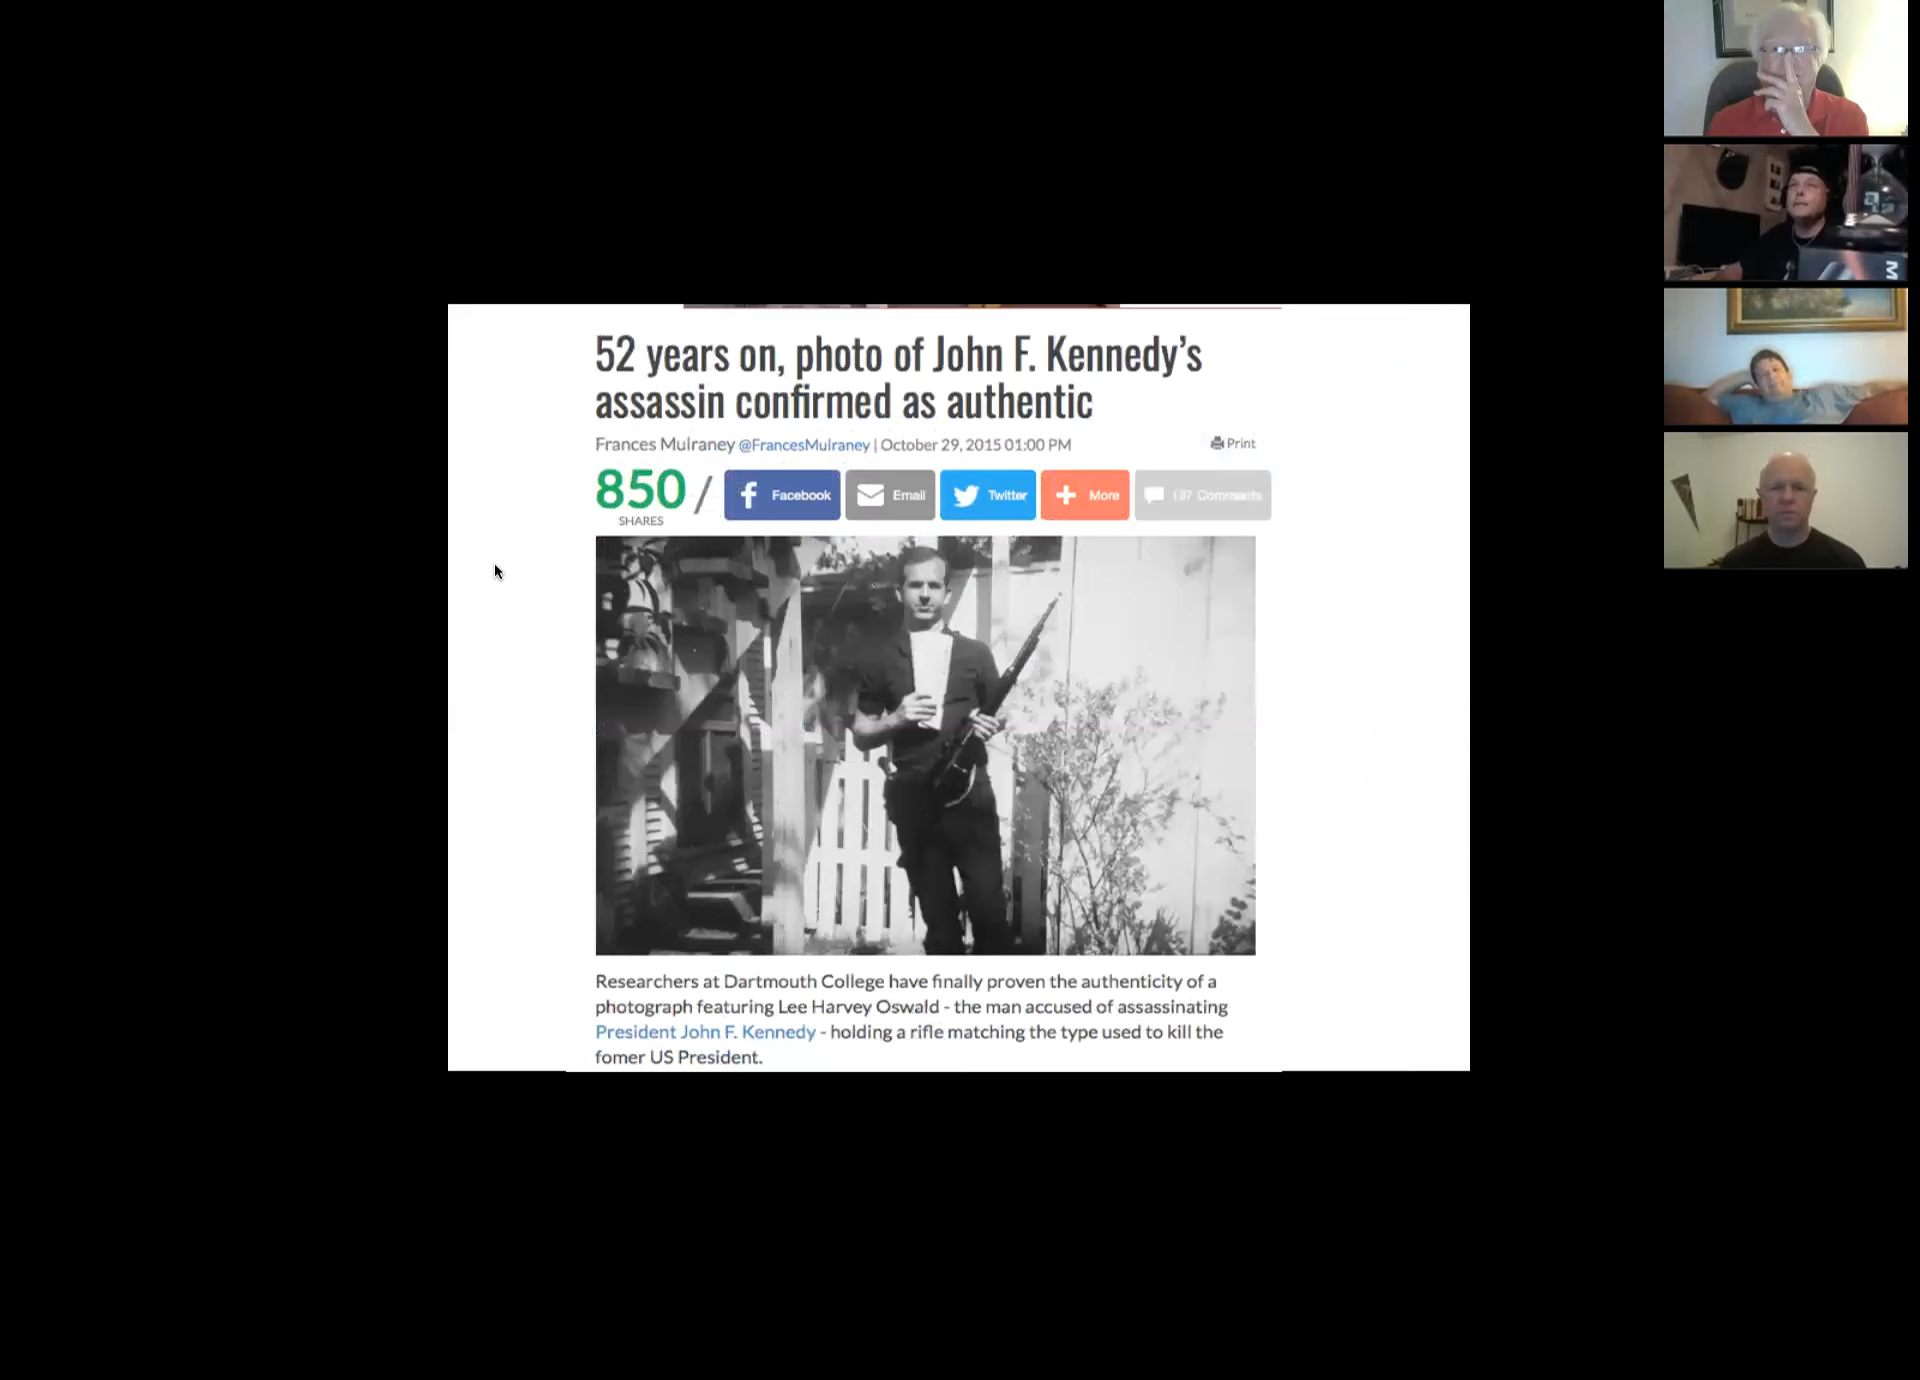 52 years on, photo of John F. Kennedy's
assassin confirmed as authentic
Frances Mulraney @FrancesMulraney | October 29, 2015 01:00 PM
Print
850 /
SHARES
Facebook
Email
Twitter
More
137 Comments
Researchers at Dartmouth College have finally proven the authenticity of a
photograph featuring Lee Harvey Oswald - the man accused of assassinating
President John F. Kennedy - holding a rifle matching the type used to kill the
fomer US President.
M